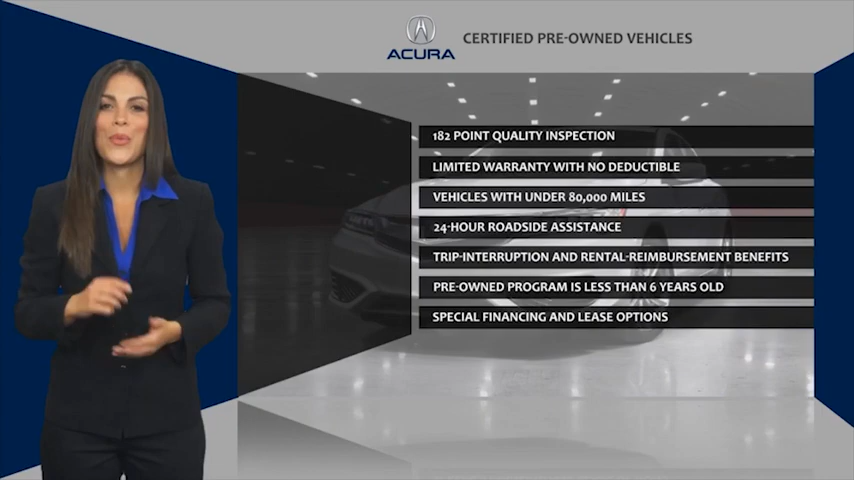 ACURA
CERTIFIED PRE-OWNED VEHICLES
182 POINT QUALITY INSPECTION
LIMITED WARRANTY WITH NO DEDUCTIBLE
VEHICLES WITH UNDER 80,000 MILES
24-HOUR ROADSIDE ASSISTANCE
TRIP-INTERRUPTION AND RENTAL-REIMBURSEMENT BENEFITS
PRE-OWNED PROGRAM IS LESS THAN 6 YEARS OLD
SPECIAL FINANCING AND LEASE OPTIONS